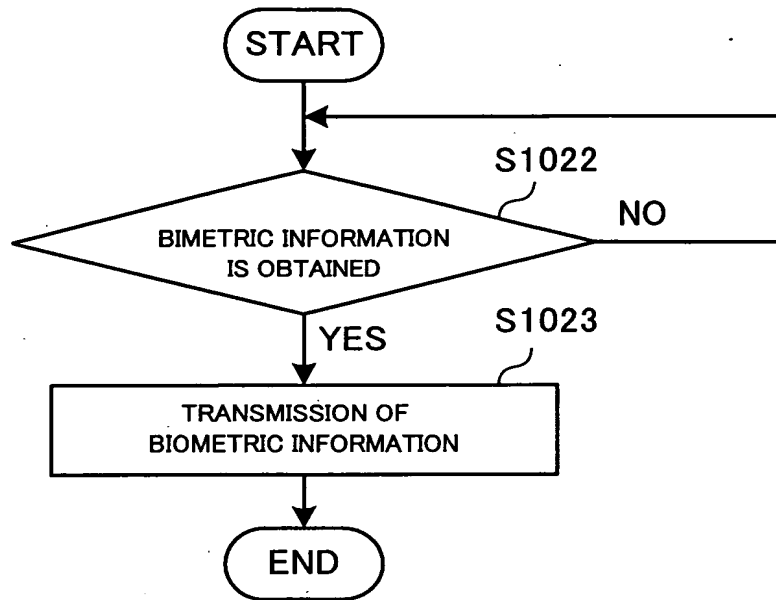 START
S1022
NO
BIMETRIC INFORMATION
IS OBTAINED
YES
S1023
TRANSMISSION OF
BIOMETRIC INFORMATION
END